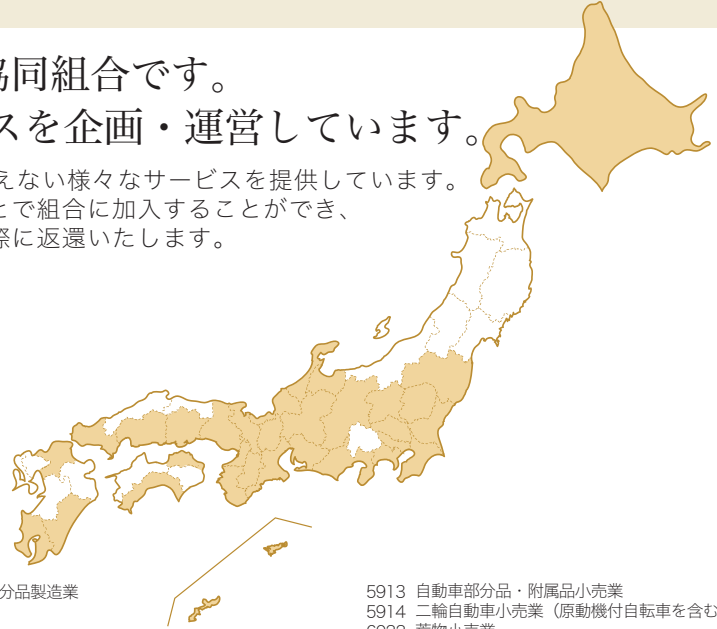 協同組合です。
スを企画・運営しています。
えない様々なサービスを提供しています。
とで組合に加入することができ、
際に返還いたします。
分品製造業
5913 自動車部分品・附属品小売業
5914 二輪自動車小売業（原動機付自転車を含む